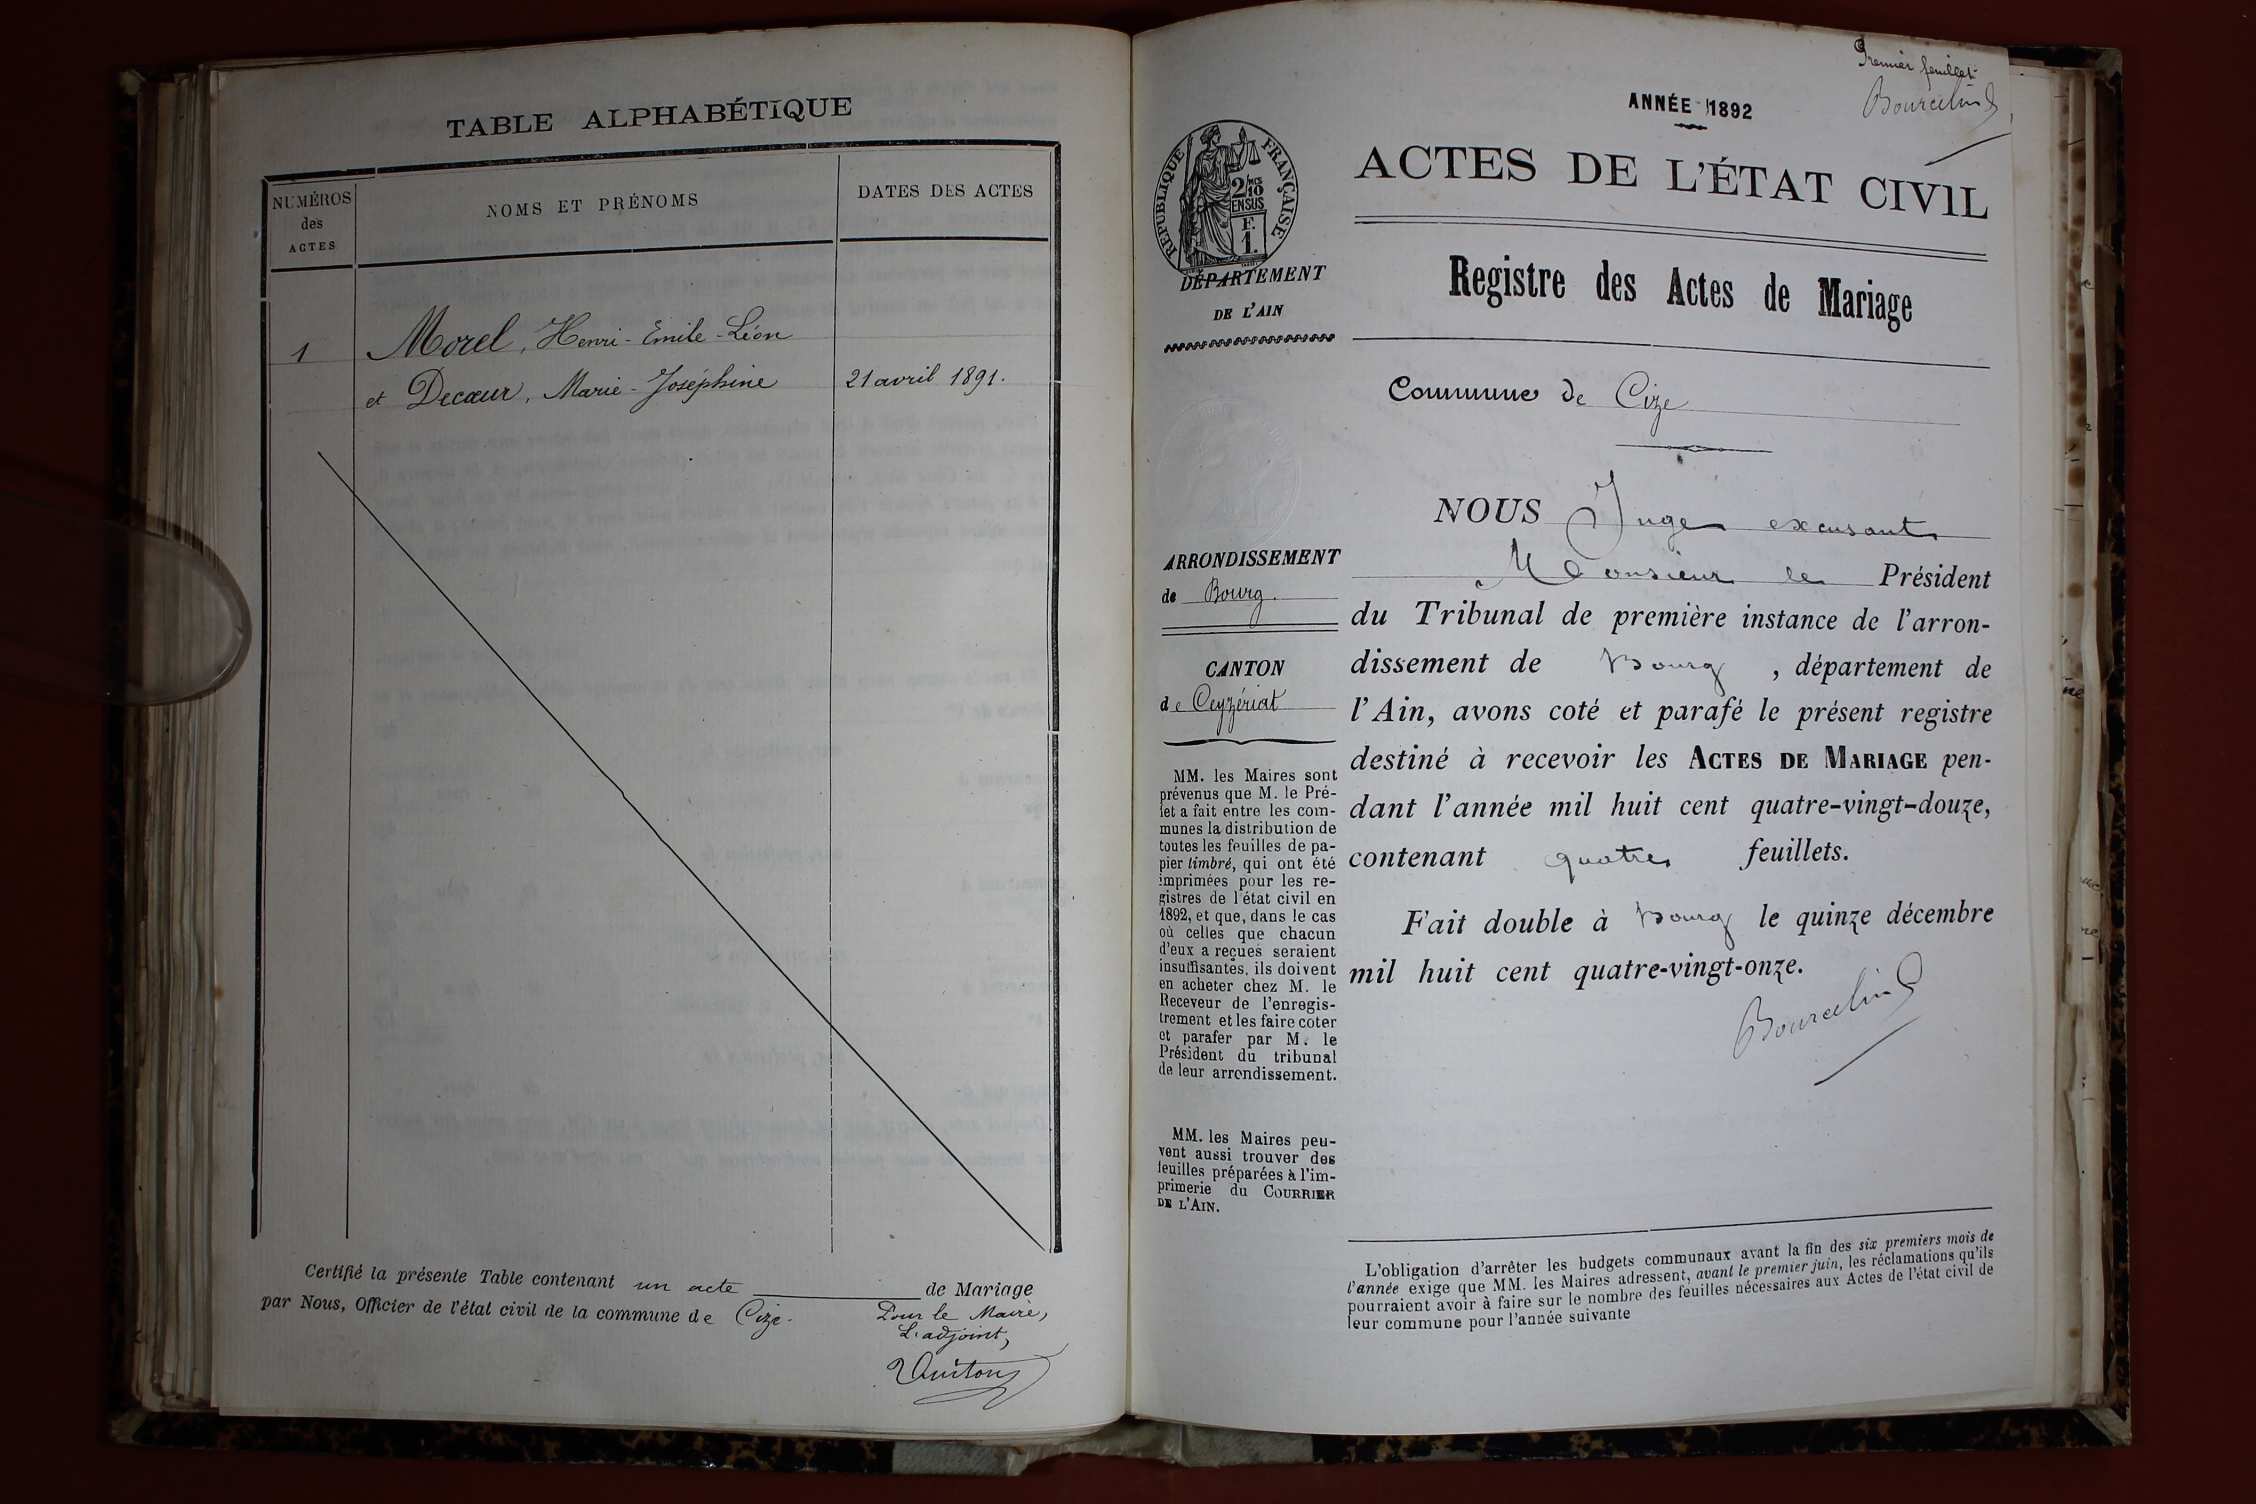 TABLE ALPHABÉTIQUE
NUMÉROS
des
ACTES
NOMS ET PRÉNOMS
DATES DES ACTES
1
Morel, Henri-Emile-Léon
et Decœur, Marie-Joséphine
21 avril 1891.
Certifié la présente Table contenant un acte de Mariage
par Nous, Officier de l'état civil de la commune de Cize.
Pour le Maire,
L'adjoint,
Premier feuillet
Bourcelin
ANNÉE 1892
ACTES DE L'ÉTAT CIVIL
RÉPUBLIQUE FRANÇAISE
2/10
EN SUS
F.
1.
DÉPARTEMENT
DE L'AIN
Registre des Actes de Mariage
Commune de Cize
ARRONDISSEMENT
de Bourg.
CANTON
de Ceyzériat
MM. les Maires sont
prévenus que M. le Pré-
fet a fait entre les com-
munes la distribution de
toutes les feuilles de pa-
pier timbré, qui ont été
imprimées pour les re-
gistres de l'état civil en
1892, et que, dans le cas
où celles que chacun
d'eux a reçues seraient
insuffisantes, ils doivent
en acheter chez M. le
Receveur de l'enregis-
trement et les faire coter
et parafer par M. le
Président du tribunal
de leur arrondissement.
MM. les Maires peu-
vent aussi trouver des
feuilles préparées à l'im-
primerie du COURRIER
DE L'AIN.
NOUS Juge excusant
Monsieur le Président
du Tribunal de première instance de l'arron-
dissement de Bourg, département de
l'Ain, avons coté et parafé le présent registre
destiné à recevoir les ACTES DE MARIAGE pen-
dant l'année mil huit cent quatre-vingt-douze,
contenant quatre feuillets.
Fait double à Bourg le quinze décembre
mil huit cent quatre-vingt-onze.
Bourcelin
L'obligation d'arrêter les budgets communaux avant la fin des six premiers mois de
l'année exige que MM. les Maires adressent, avant le premier juin, les réclamations qu'ils
pourraient avoir à faire sur le nombre des feuilles nécessaires aux Actes de l'état civil de
leur commune pour l'année suivante